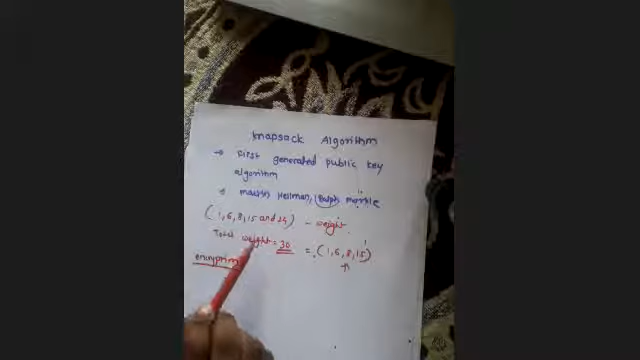 Knapsack Algorithm
→ First generated public key
algorithm
→ Martin Hellman, Ralph markle
(1,6,8,15 and 24) - weight
Total weight = 30 = (1,6,8,15)
encryption